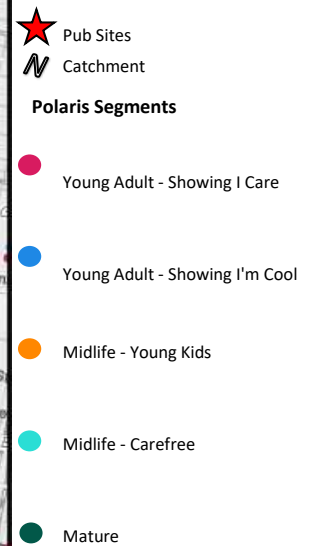 Pub Sites
Catchment
Polaris Segments
Young Adult - Showing I Care
Young Adult - Showing I'm Cool
Midlife - Young Kids
Midlife - Carefree
Mature